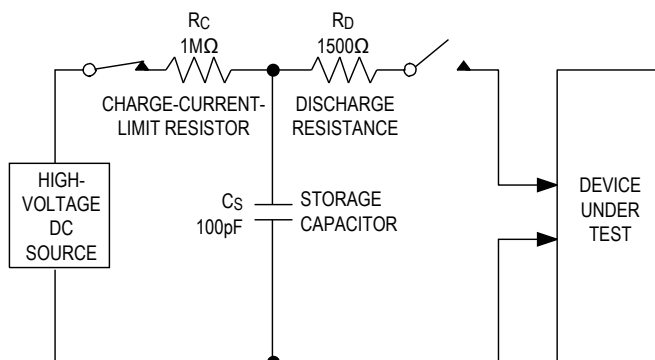 RC
1MΩ
RD
1500Ω
CHARGE-CURRENT-
LIMIT RESISTOR
DISCHARGE
RESISTANCE
HIGH-
VOLTAGE
DC
SOURCE
CS
100pF
STORAGE
CAPACITOR
DEVICE
UNDER
TEST